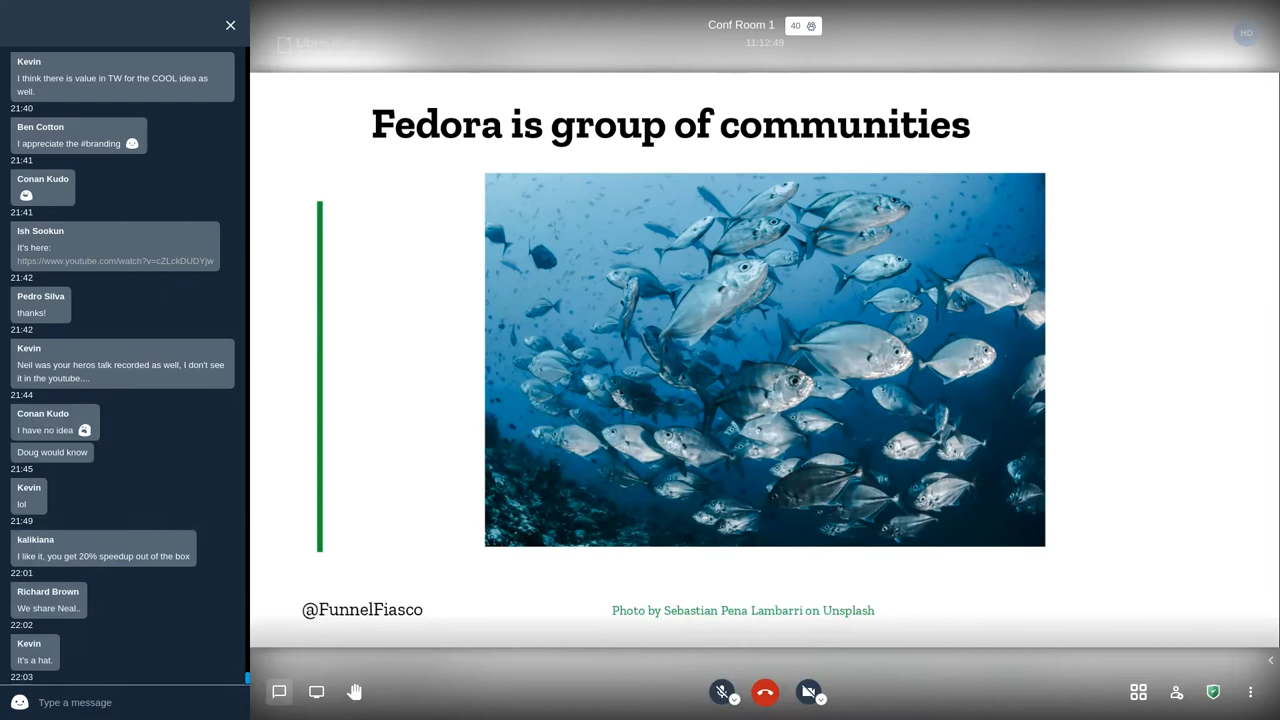 Kevin
I think there is value in TW for the COOL idea as
well.
21:40
Ben Cotton
I appreciate the #branding
21:41
Conan Kudo
21:41
Ish Sookun
It's here:
https://www.youtube.com/watch?v=cZLckDUDYjw
21:42
Pedro Silva
thanks!
21:42
Kevin
Neil was your heros talk recorded as well, I don't see
it in the youtube....
21:44
Conan Kudo
I have no idea
Doug would know
21:45
Kevin
lol
21:49
kalikiana
I like it, you get 20% speedup out of the box
22:01
Richard Brown
We share Neal..
22:02
Kevin
It's a hat.
22:03
Type a message
Conf Room 1
40
11:12:49
HD
Fedora is group of communities
@FunnelFiasco
Photo by Sebastian Pena Lambarri on Unsplash